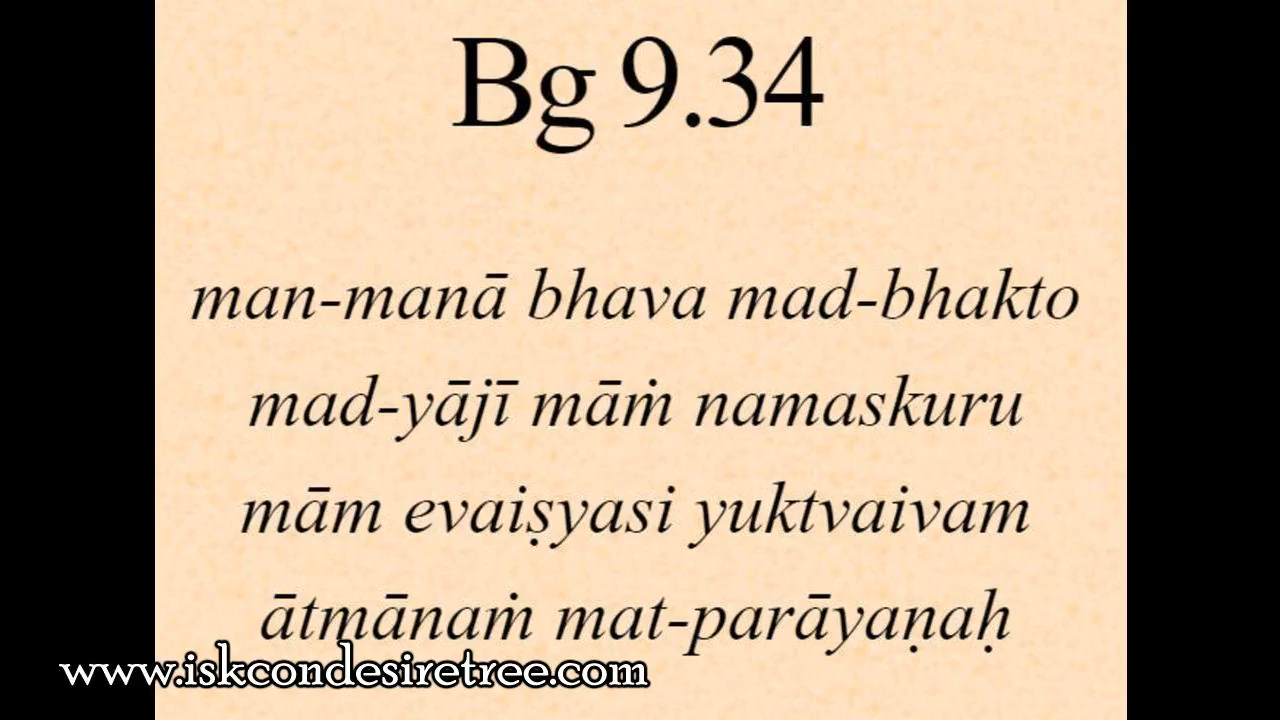 Bg 9.34
man-manā bhava mad-bhakto
mad-yājī māṁ namaskuru
mām evaiṣyasi yuktvaivam
ātmānaṁ mat-parāyaṇaḥ
www.iskcondesiretree.com